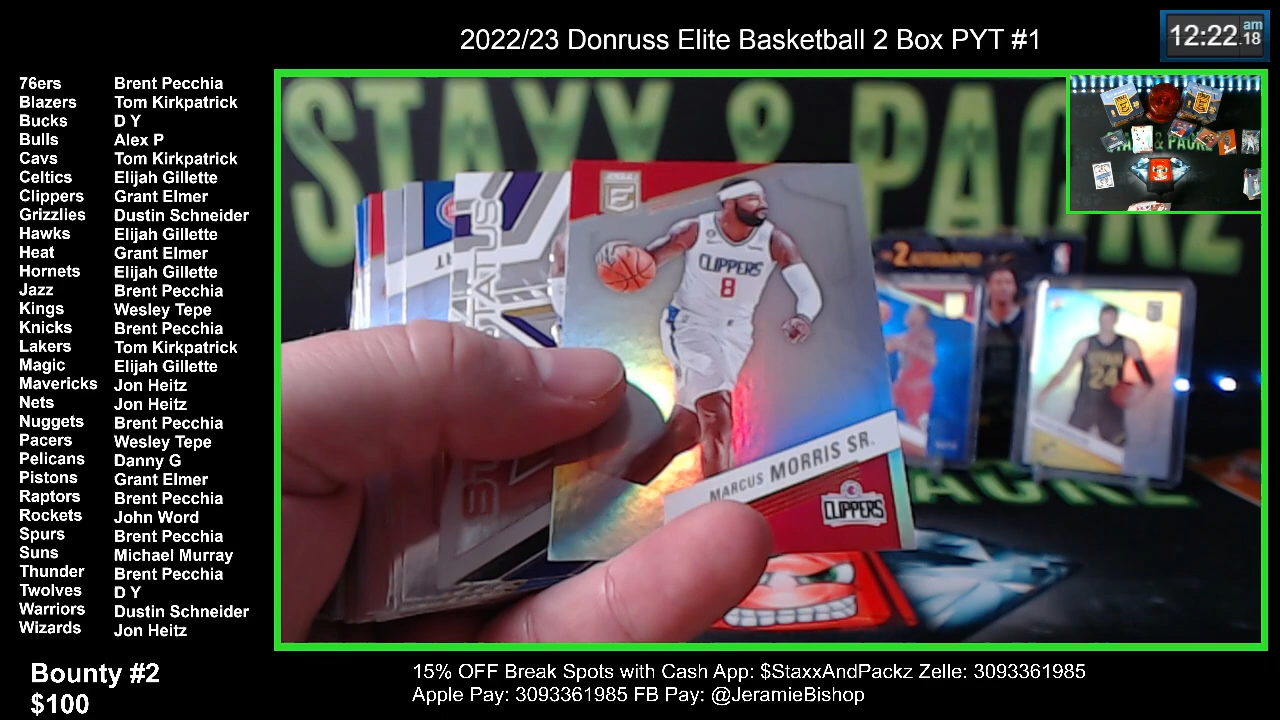 2022/23 Donruss Elite Basketball 2 Box PYT #1
12:22 am .18
76ers Brent Pecchia
Blazers Tom Kirkpatrick
Bucks D Y
Bulls Alex P
Cavs Tom Kirkpatrick
Celtics Elijah Gillette
Clippers Grant Elmer
Grizzlies Dustin Schneider
Hawks Elijah Gillette
Heat Grant Elmer
Hornets Elijah Gillette
Jazz Brent Pecchia
Kings Wesley Tepe
Knicks Brent Pecchia
Lakers Tom Kirkpatrick
Magic Elijah Gillette
Mavericks Jon Heitz
Nets Jon Heitz
Nuggets Brent Pecchia
Pacers Wesley Tepe
Pelicans Danny G
Pistons Grant Elmer
Raptors Brent Pecchia
Rockets John Word
Spurs Brent Pecchia
Suns Michael Murray
Thunder Brent Pecchia
Twolves D Y
Warriors Dustin Schneider
Wizards Jon Heitz
Bounty #2
$100
STAXX & PACKZ
STATUS
E
CLIPPERS
8
MARCUS MORRIS SR.
CLIPPERS
2
24
15% OFF Break Spots with Cash App: $StaxxAndPackz Zelle: 3093361985
Apple Pay: 3093361985 FB Pay: @JeramieBishop